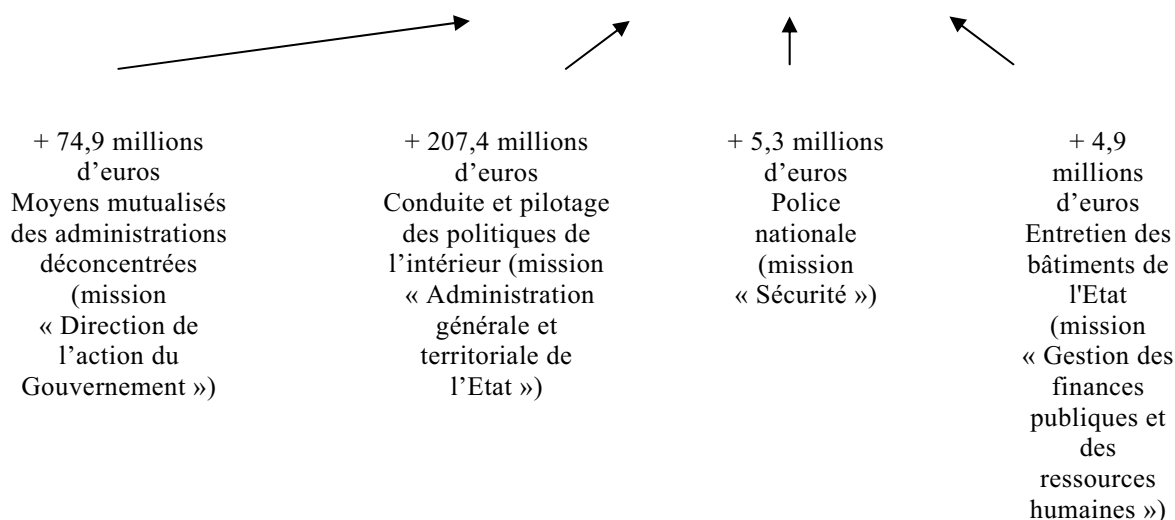 + 74,9 millions
d’euros
Moyens mutualisés
des administrations
déconcentrées
(mission
« Direction de
l’action du
Gouvernement »)
+ 207,4 millions
d’euros
Conduite et pilotage
des politiques de
l’intérieur (mission
« Administration
générale et
territoriale de
l’Etat »)
+ 5,3 millions
d’euros
Police
nationale
(mission
« Sécurité »)
+ 4,9
millions
d’euros
Entretien des
bâtiments de
l'Etat
(mission
« Gestion des
finances
publiques et
des
ressources
humaines »)